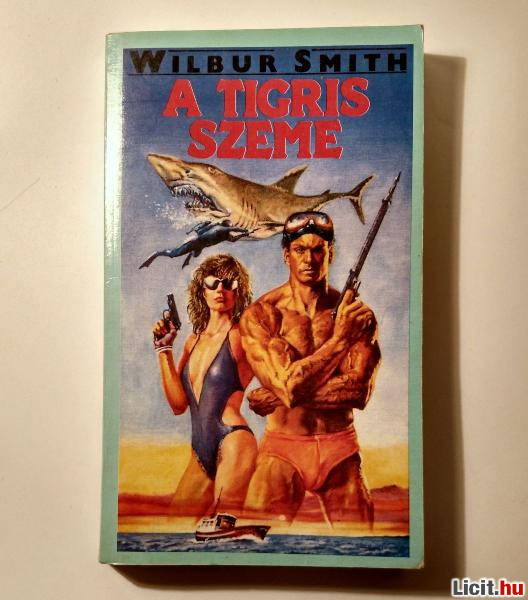 WILBUR SMITH
A TIGRIS
SZEME
Licit.hu